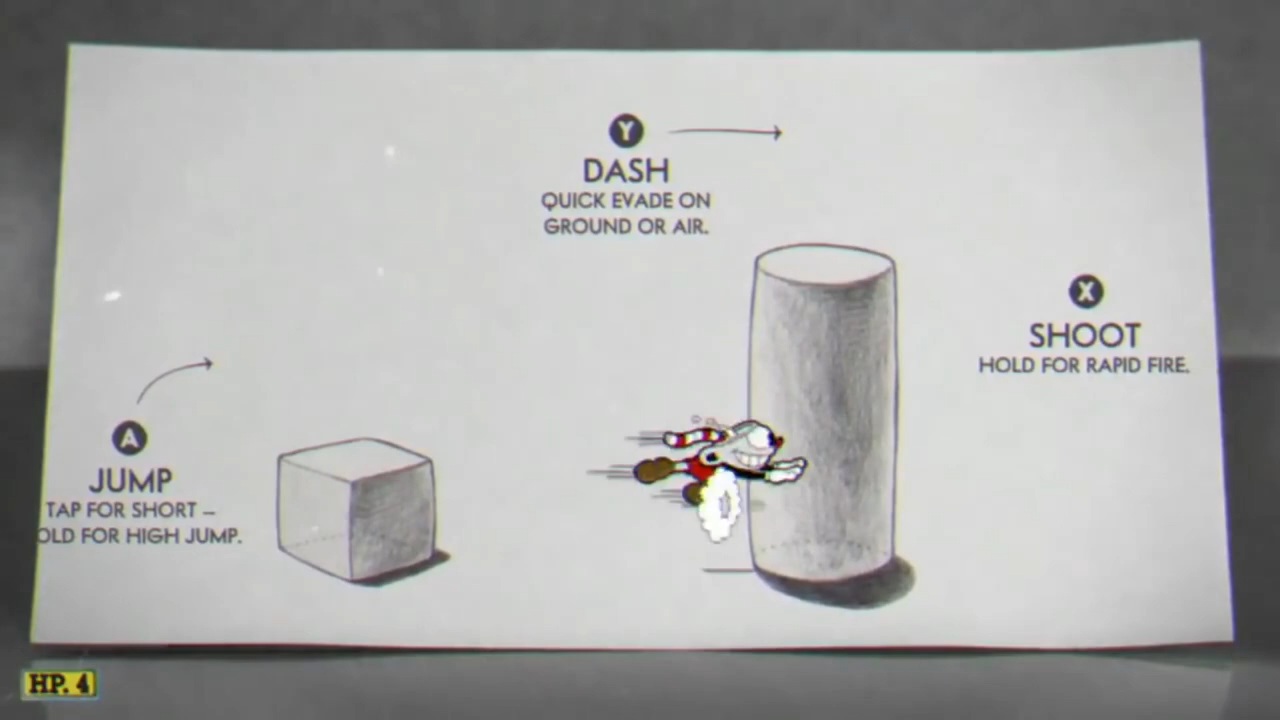 Y
DASH
QUICK EVADE ON
GROUND OR AIR.
X
SHOOT
HOLD FOR RAPID FIRE.
A
JUMP
TAP FOR SHORT –
OLD FOR HIGH JUMP.
HP. 4